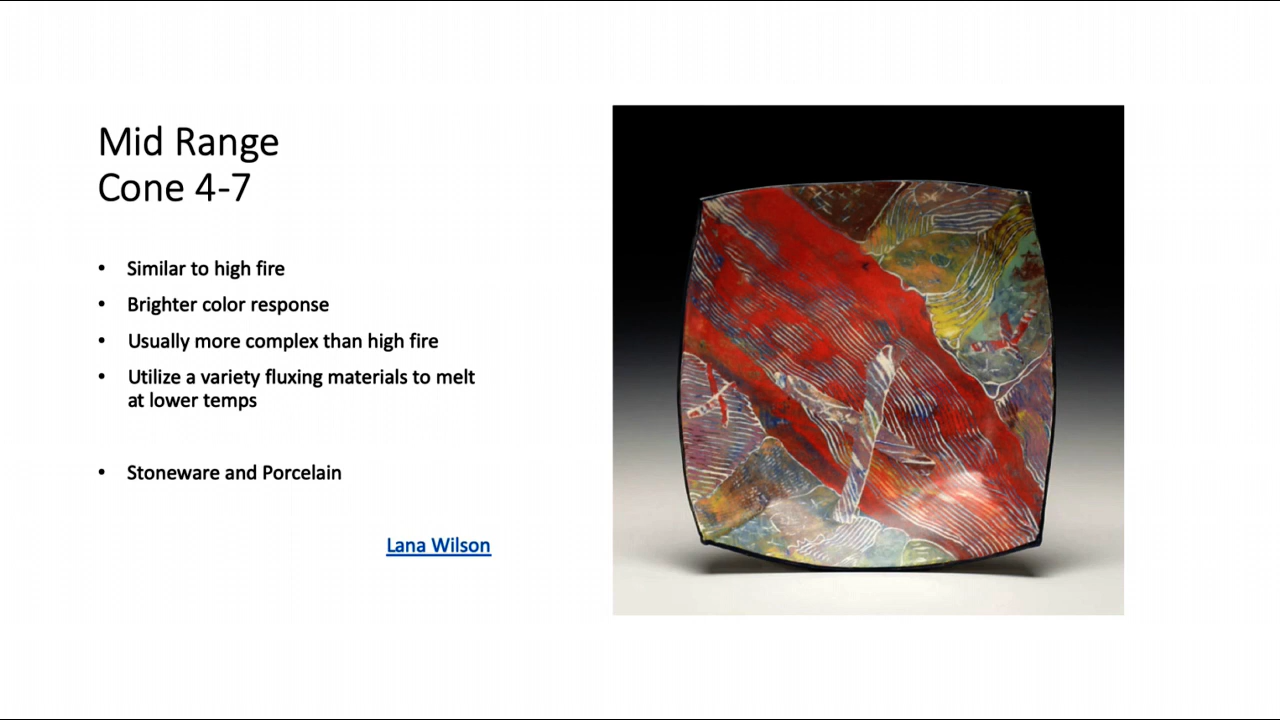 Mid Range
Cone 4-7
• Similar to high fire
• Brighter color response
• Usually more complex than high fire
• Utilize a variety fluxing materials to melt
at lower temps
• Stoneware and Porcelain
Lana Wilson